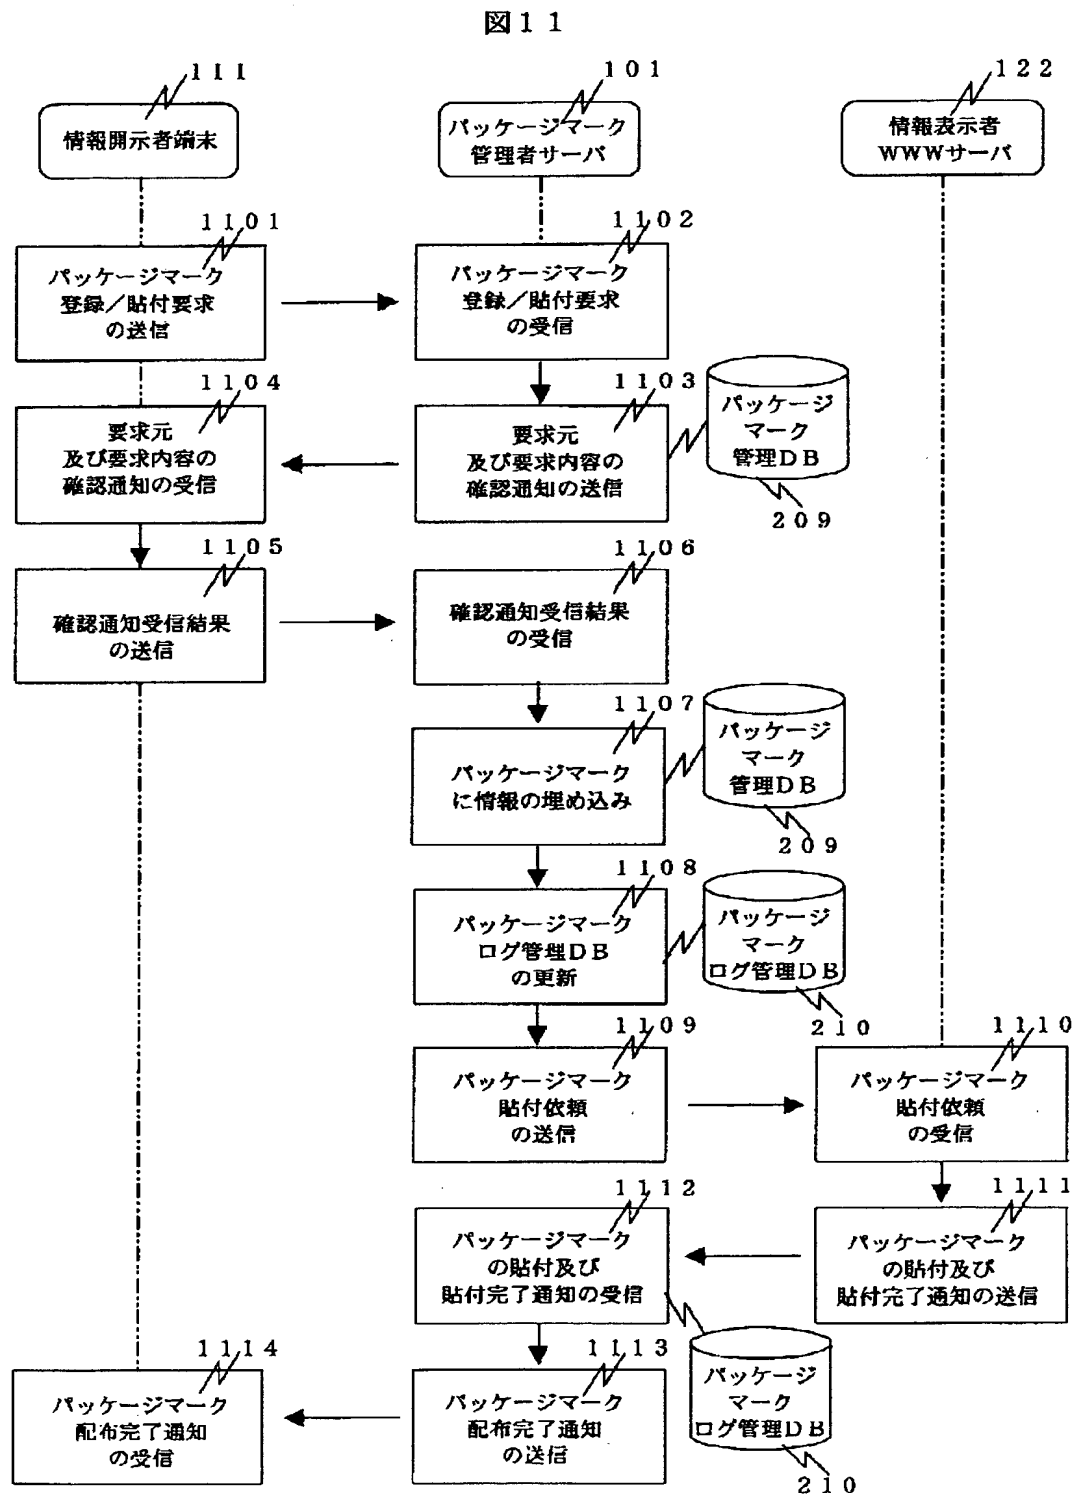 図11
111
101
122
情報開示者端末
パッケージマーク
管理者サーバ
情報表示者
WWWサーバ
1101
パッケージマーク
登録/貼付要求
の送信
1102
パッケージマーク
登録/貼付要求
の受信
1104
要求元
及び要求内容の
確認通知の受信
1103
要求元
及び要求内容の
確認通知の送信
パッケージ
マーク
管理DB
209
1105
確認通知受信結果
の送信
1106
確認通知受信結果
の受信
1107
パッケージマーク
に情報の埋め込み
パッケージ
マーク
管理DB
209
1108
パッケージマーク
ログ管理DB
の更新
パッケージ
マーク
ログ管理DB
210
1109
パッケージマーク
貼付依頼
の送信
1110
パッケージマーク
貼付依頼
の受信
1112
パッケージマーク
の貼付及び
貼付完了通知の受信
1111
パッケージマーク
の貼付及び
貼付完了通知の送信
1114
パッケージマーク
配布完了通知
の受信
1113
パッケージマーク
配布完了通知
の送信
パッケージ
マーク
ログ管理DB
210